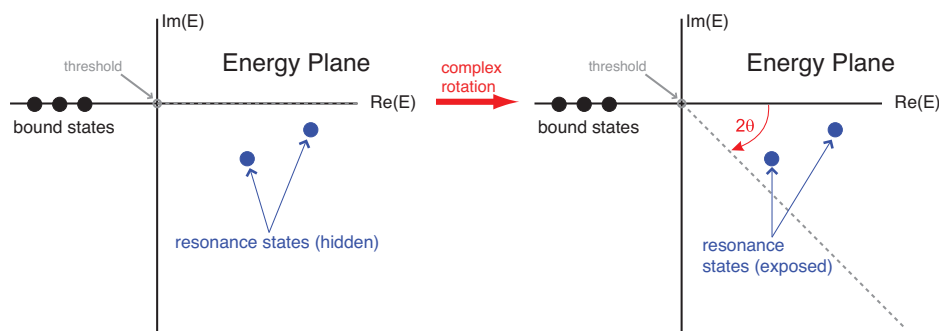 Im(E)
Energy Plane
threshold
Re(E)
bound states
resonance states (hidden)
complex
rotation
Im(E)
Energy Plane
threshold
Re(E)
bound states
2θ
resonance
states (exposed)